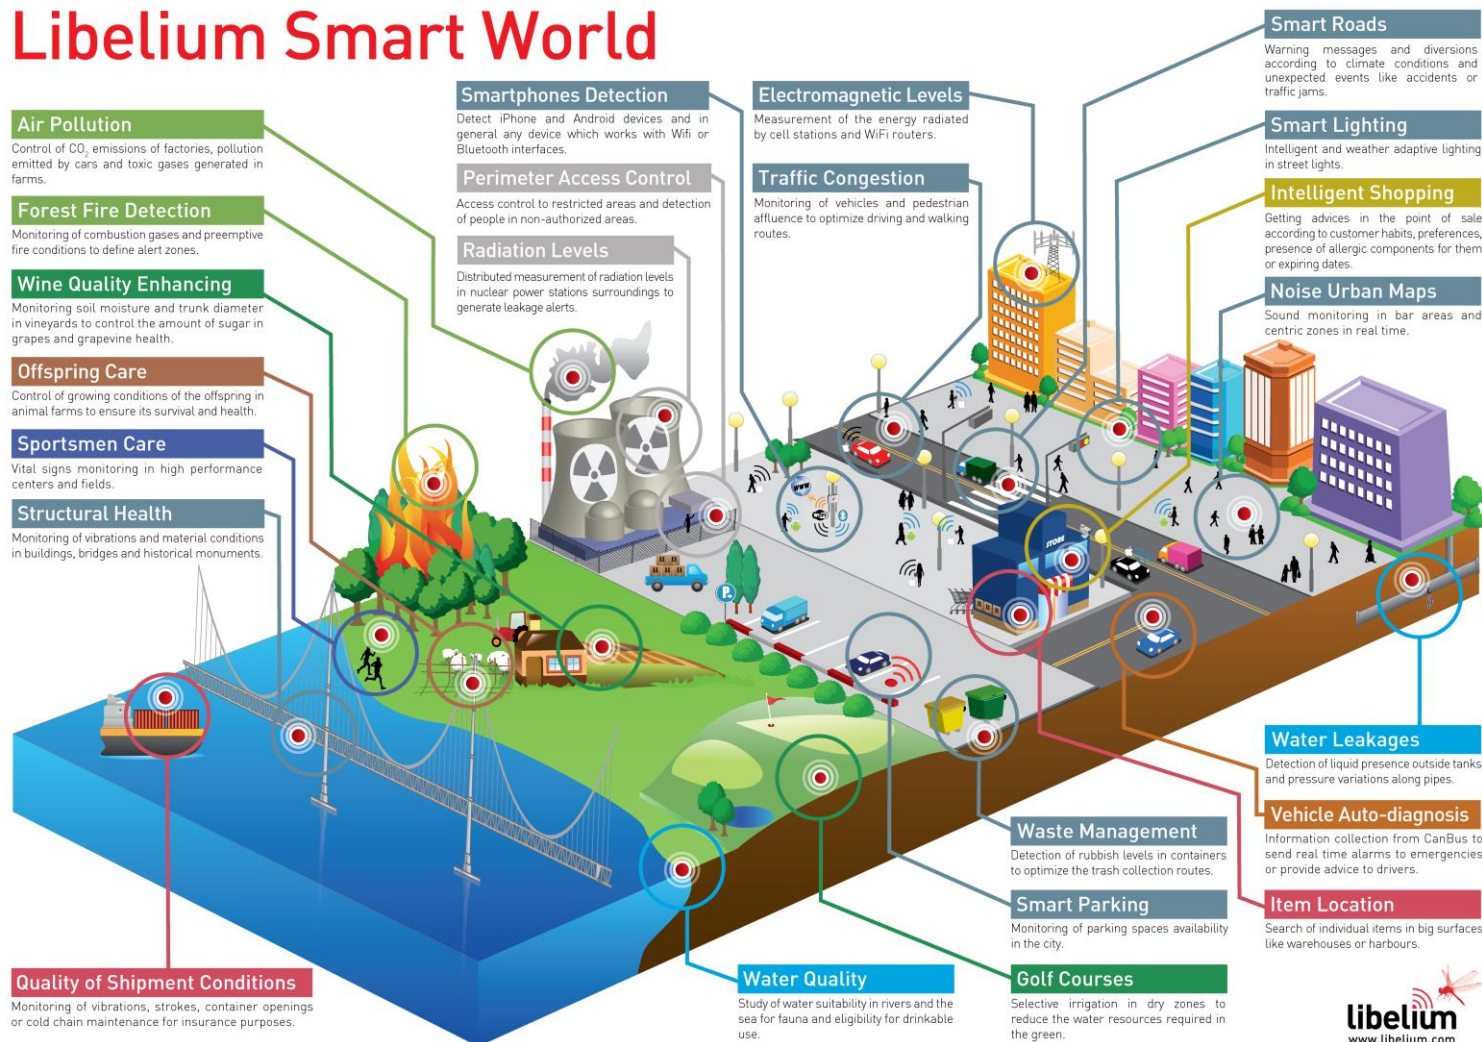 Libelium Smart World
Air Pollution
Control of CO₂ emissions of factories, pollution
emitted by cars and toxic gases generated in
farms.
Forest Fire Detection
Monitoring of combustion gases and preemptive
fire conditions to define alert zones.
Wine Quality Enhancing
Monitoring soil moisture and trunk diameter
in vineyards to control the amount of sugar in
grapes and grapevine health.
Offspring Care
Control of growing conditions of the offspring in
animal farms to ensure its survival and health.
Sportsmen Care
Vital signs monitoring in high performance
centers and fields.
Structural Health
Monitoring of vibrations and material conditions
in buildings, bridges and historical monuments.
Quality of Shipment Conditions
Monitoring of vibrations, strokes, container openings
or cold chain maintenance for insurance purposes.
Smartphones Detection
Detect iPhone and Android devices and in
general any device which works with Wifi or
Bluetooth interfaces.
Perimeter Access Control
Access control to restricted areas and detection
of people in non-authorized areas.
Radiation Levels
Distributed measurement of radiation levels
in nuclear power stations surroundings to
generate leakage alerts.
Electromagnetic Levels
Measurement of the energy radiated
by cell stations and WiFi routers.
Traffic Congestion
Monitoring of vehicles and pedestrian
affluence to optimize driving and walking
routes.
Smart Roads
Warning messages and diversions
according to climate conditions and
unexpected events like accidents or
traffic jams.
Smart Lighting
Intelligent and weather adaptive lighting
in street lights.
Intelligent Shopping
Getting advices in the point of sale
according to customer habits, preferences,
presence of allergic components for them
or expiring dates.
Noise Urban Maps
Sound monitoring in bar areas and
centric zones in real time.
www
STORE
P
Water Leakages
Detection of liquid presence outside tanks
and pressure variations along pipes.
Vehicle Auto-diagnosis
Information collection from CanBus to
send real time alarms to emergencies
or provide advice to drivers.
Item Location
Search of individual items in big surfaces
like warehouses or harbours.
Waste Management
Detection of rubbish levels in containers
to optimize the trash collection routes.
Smart Parking
Monitoring of parking spaces availability
in the city.
Golf Courses
Selective irrigation in dry zones to
reduce the water resources required in
the green.
Water Quality
Study of water suitability in rivers and the
sea for fauna and eligibility for drinkable
use.
libelium
www.libelium.com